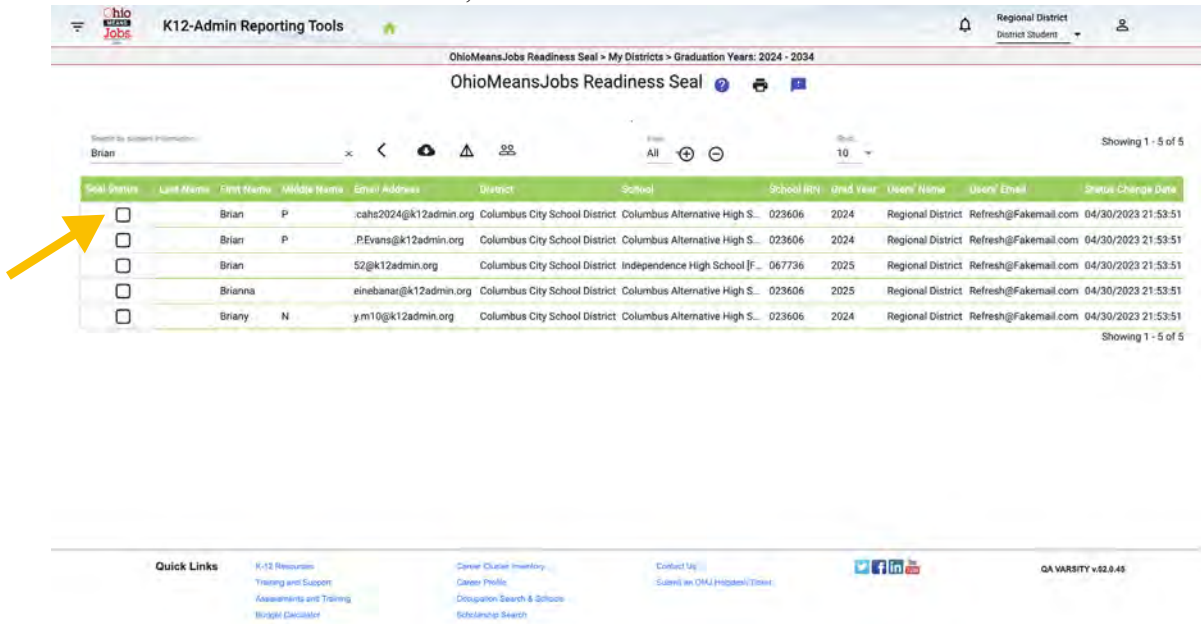 Ohio
MEANS
Jobs
K12-Admin Reporting Tools
Regional District
District Student
OhioMeansJobs Readiness Seal > My Districts > Graduation Years: 2024 - 2034
OhioMeansJobs Readiness Seal
Search by student information
Brian ×
All
10
Showing 1 - 5 of 5
Seal Status Last Name First Name Middle Name Email Address District School School IRN Grad Year Users' Name Users' Email Status Change Date
Brian P .cahs2024@k12admin.org Columbus City School District Columbus Alternative High S... 023606 2024 Regional District Refresh@Fakemail.com 04/30/2023 21:53:51
Brian P .P.Evans@k12admin.org Columbus City School District Columbus Alternative High S... 023606 2024 Regional District Refresh@Fakemail.com 04/30/2023 21:53:51
Brian 52@k12admin.org Columbus City School District Independence High School [F... 067736 2025 Regional District Refresh@Fakemail.com 04/30/2023 21:53:51
Brianna einebanar@k12admin.org Columbus City School District Columbus Alternative High S... 023606 2025 Regional District Refresh@Fakemail.com 04/30/2023 21:53:51
Briany N y.m10@k12admin.org Columbus City School District Columbus Alternative High S... 023606 2024 Regional District Refresh@Fakemail.com 04/30/2023 21:53:51
Showing 1 - 5 of 5
Quick Links
K-12 Resources
Training and Support
Assessments and Training
Budget Calculator
Career Cluster Inventory
Career Profile
Occupation Search & Schools
Scholarship Search
Contact Us
Submit an OMJ Helpdesk Ticket
QA VARSITY v.52.0.45